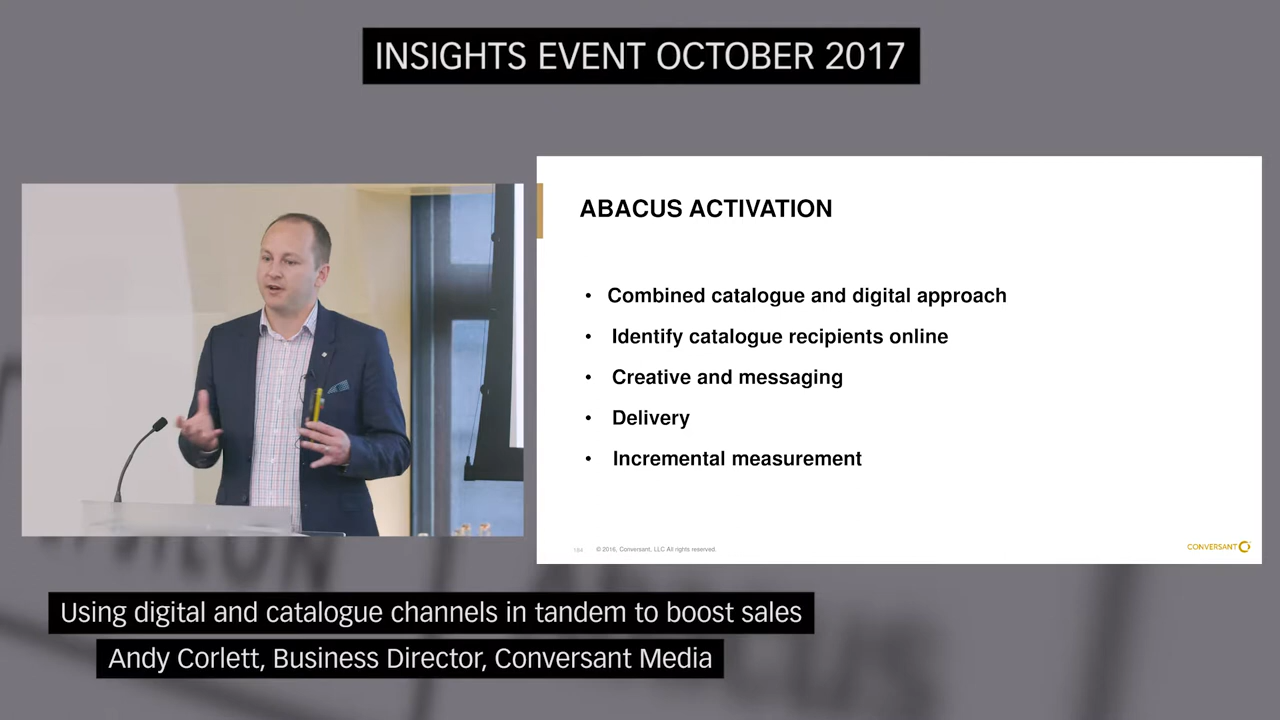 INSIGHTS EVENT OCTOBER 2017
ABACUS ACTIVATION
• Combined catalogue and digital approach
• Identify catalogue recipients online
• Creative and messaging
• Delivery
• Incremental measurement
184 © 2016, Conversant, LLC. All rights reserved.
CONVERSANT
Using digital and catalogue channels in tandem to boost sales
Andy Corlett, Business Director, Conversant Media